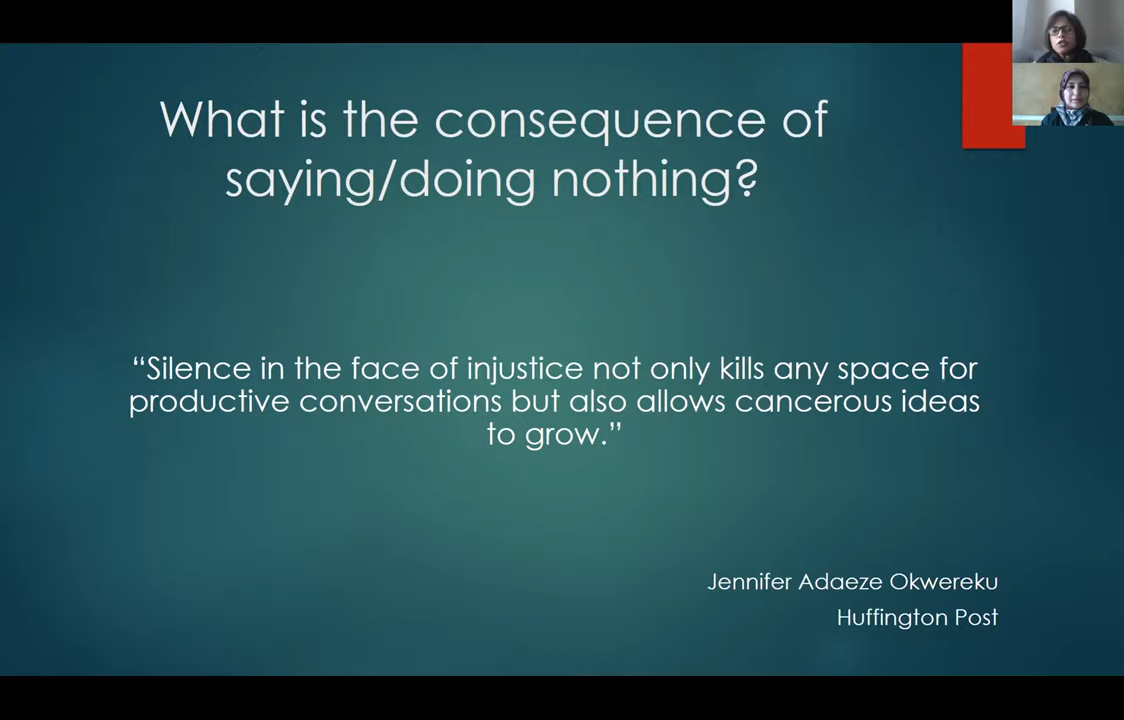 What is the consequence of
saying/doing nothing?
“Silence in the face of injustice not only kills any space for
productive conversations but also allows cancerous ideas
to grow.”
Jennifer Adaeze Okwereku
Huffington Post